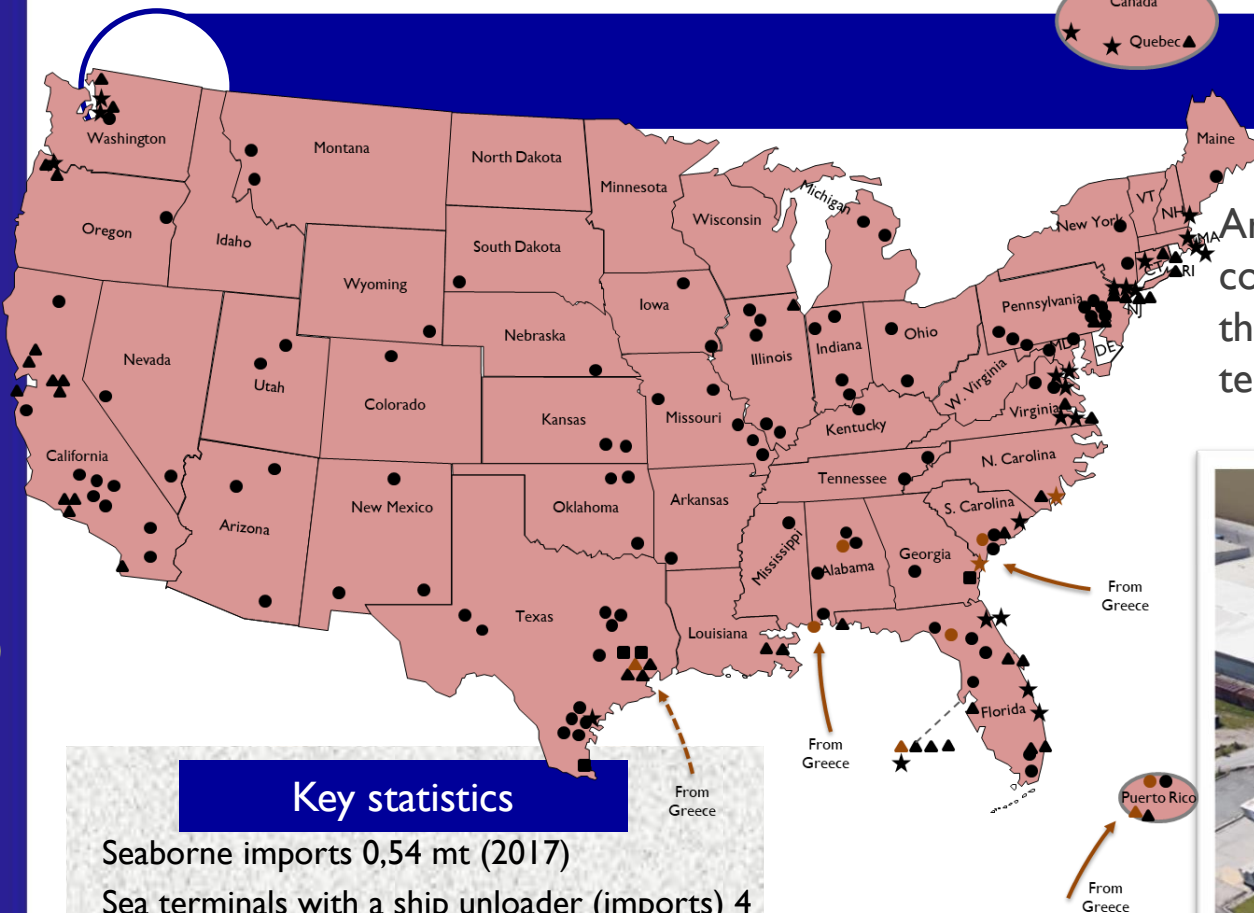 Canada
Quebec
Washington
Montana
North Dakota
Minnesota
Michigan
Maine
VT
NH
New York
MA
Wisconsin
Oregon
Idaho
South Dakota
Wyoming
Iowa
CT
RI
Pennsylvania
NJ
Nebraska
Illinois
Indiana
Ohio
MD
DE
Nevada
Utah
Colorado
Kansas
Missouri
W. Virginia
Virginia
Kentucky
California
Arizona
New Mexico
Oklahoma
Arkansas
Tennessee
N. Carolina
S. Carolina
Mississippi
Alabama
Georgia
Texas
Louisiana
Florida
From
Greece
From
Greece
From
Greece
Puerto Rico
From
Greece
Key statistics
Seaborne imports 0,54 mt (2017)
Sea terminals with a ship unloader (imports) 4
co
th
te